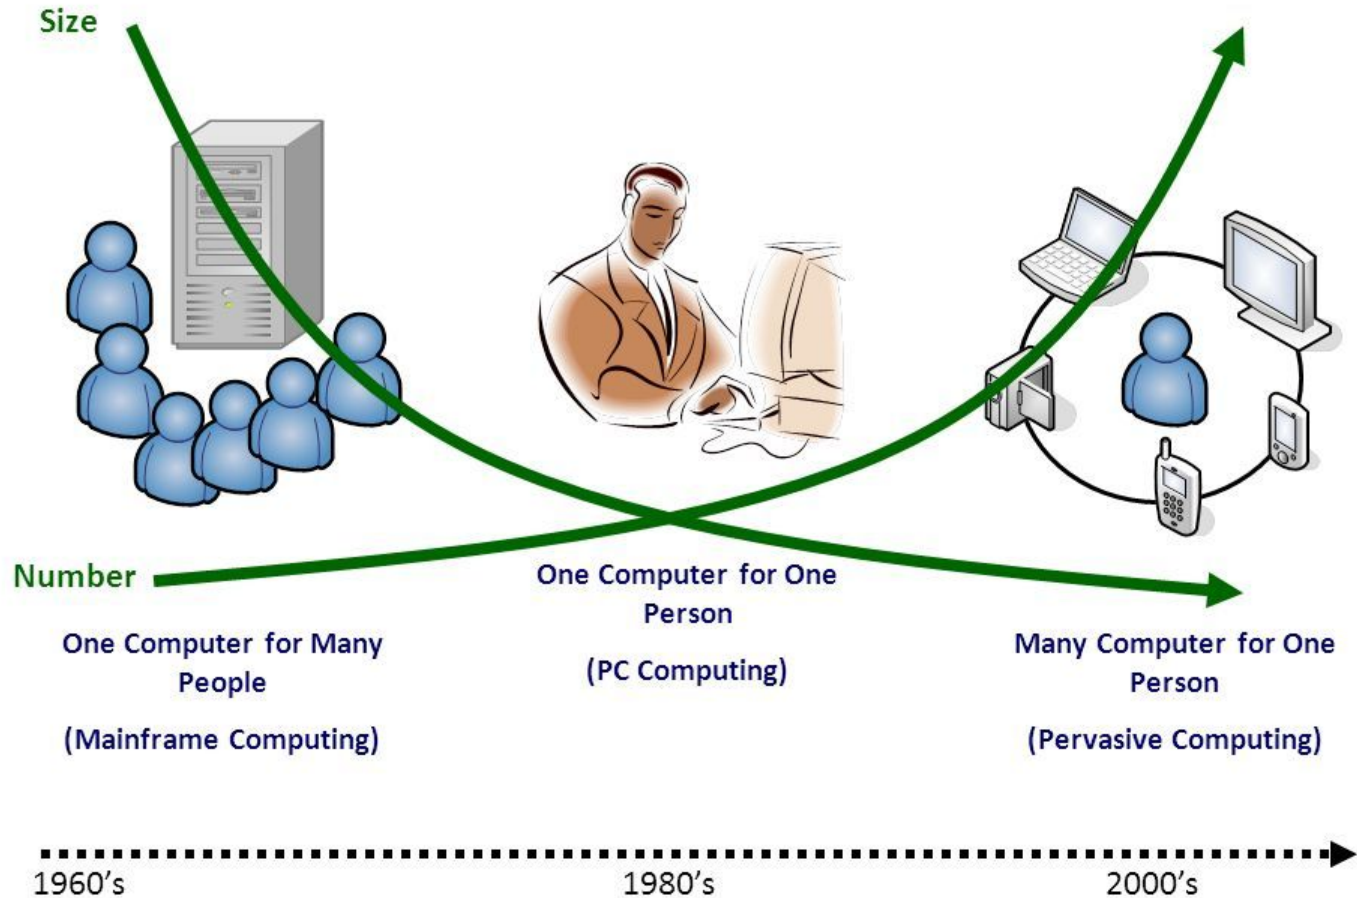 Size
Number
One Computer for Many
People
(Mainframe Computing)
One Computer for One
Person
(PC Computing)
Many Computer for One
Person
(Pervasive Computing)
1960's
1980's
2000's